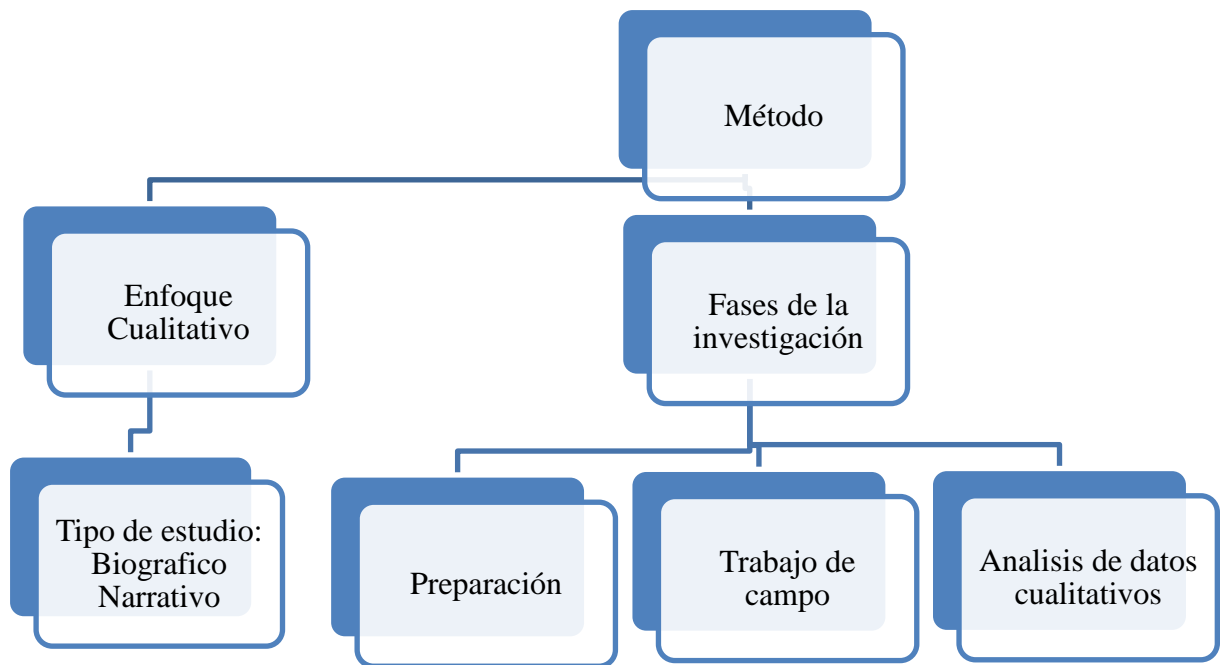 Método
Enfoque
Cualitativo
Fases de la
investigación
Tipo de estudio:
Biografico
Narrativo
Preparación
Trabajo de
campo
Analisis de datos
cualitativos